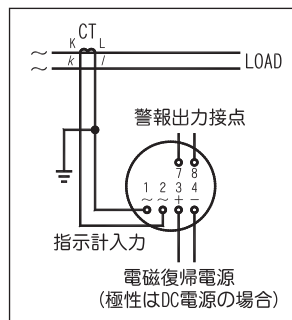 CT
K L
~ k l
~ LOAD
警報出力接点
7 8
1 2 3 4
~ ~ + −
指示計入力
電磁復帰電源
(極性はDC電源の場合)